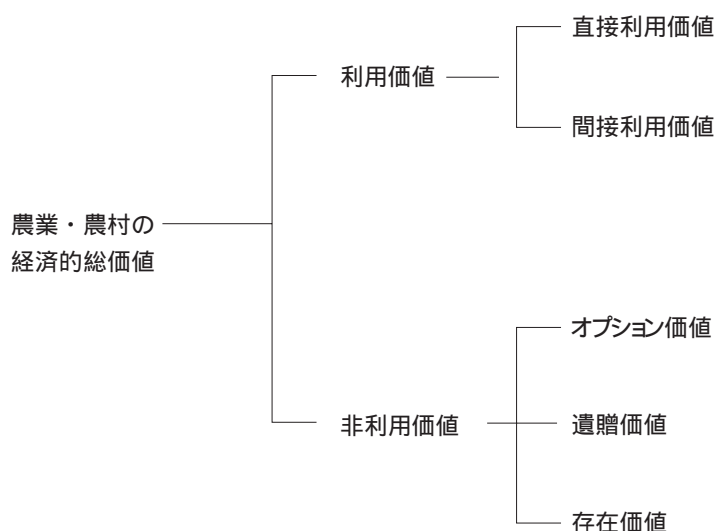 農業・農村の
経済的総価値
利用価値
直接利用価値
間接利用価値
非利用価値
オプション価値
遺贈価値
存在価値